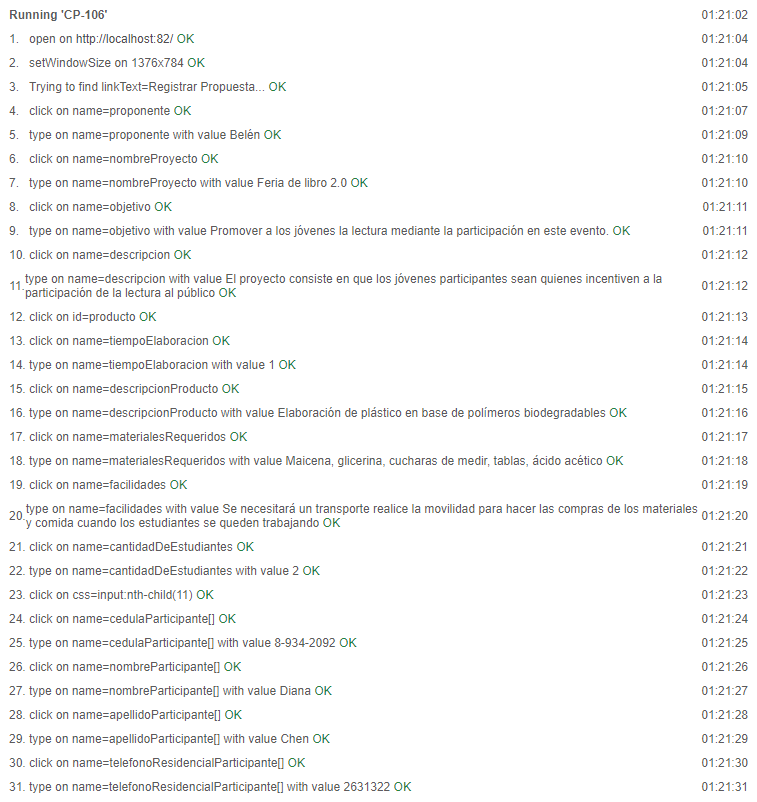 Running 'CP-106' 01:21:02
1. open on http://localhost:82/ OK 01:21:04
2. setWindowSize on 1376x784 OK 01:21:04
3. Trying to find linkText=Registrar Propuesta... OK 01:21:05
4. click on name=proponente OK 01:21:07
5. type on name=proponente with value Belén OK 01:21:09
6. click on name=nombreProyecto OK 01:21:10
7. type on name=nombreProyecto with value Feria de libro 2.0 OK 01:21:10
8. click on name=objetivo OK 01:21:11
9. type on name=objetivo with value Promover a los jóvenes la lectura mediante la participación en este evento. OK 01:21:11
10. click on name=descripcion OK 01:21:12
11. type on name=descripcion with value El proyecto consiste en que los jóvenes participantes sean quienes incentiven a la
participación de la lectura al público OK 01:21:12
12. click on id=producto OK 01:21:13
13. click on name=tiempoElaboracion OK 01:21:14
14. type on name=tiempoElaboracion with value 1 OK 01:21:14
15. click on name=descripcionProducto OK 01:21:15
16. type on name=descripcionProducto with value Elaboración de plástico en base de polímeros biodegradables OK 01:21:16
17. click on name=materialesRequeridos OK 01:21:17
18. type on name=materialesRequeridos with value Maicena, glicerina, cucharas de medir, tablas, ácido acético OK 01:21:18
19. click on name=facilidades OK 01:21:19
20. type on name=facilidades with value Se necesitará un transporte realice la movilidad para hacer las compras de los materiales
y comida cuando los estudiantes se queden trabajando OK 01:21:20
21. click on name=cantidadDeEstudiantes OK 01:21:21
22. type on name=cantidadDeEstudiantes with value 2 OK 01:21:22
23. click on css=input:nth-child(11) OK 01:21:23
24. click on name=cedulaParticipante[] OK 01:21:24
25. type on name=cedulaParticipante[] with value 8-934-2092 OK 01:21:25
26. click on name=nombreParticipante[] OK 01:21:26
27. type on name=nombreParticipante[] with value Diana OK 01:21:27
28. click on name=apellidoParticipante[] OK 01:21:28
29. type on name=apellidoParticipante[] with value Chen OK 01:21:29
30. click on name=telefonoResidencialParticipante[] OK 01:21:30
31. type on name=telefonoResidencialParticipante[] with value 2631322 OK 01:21:31